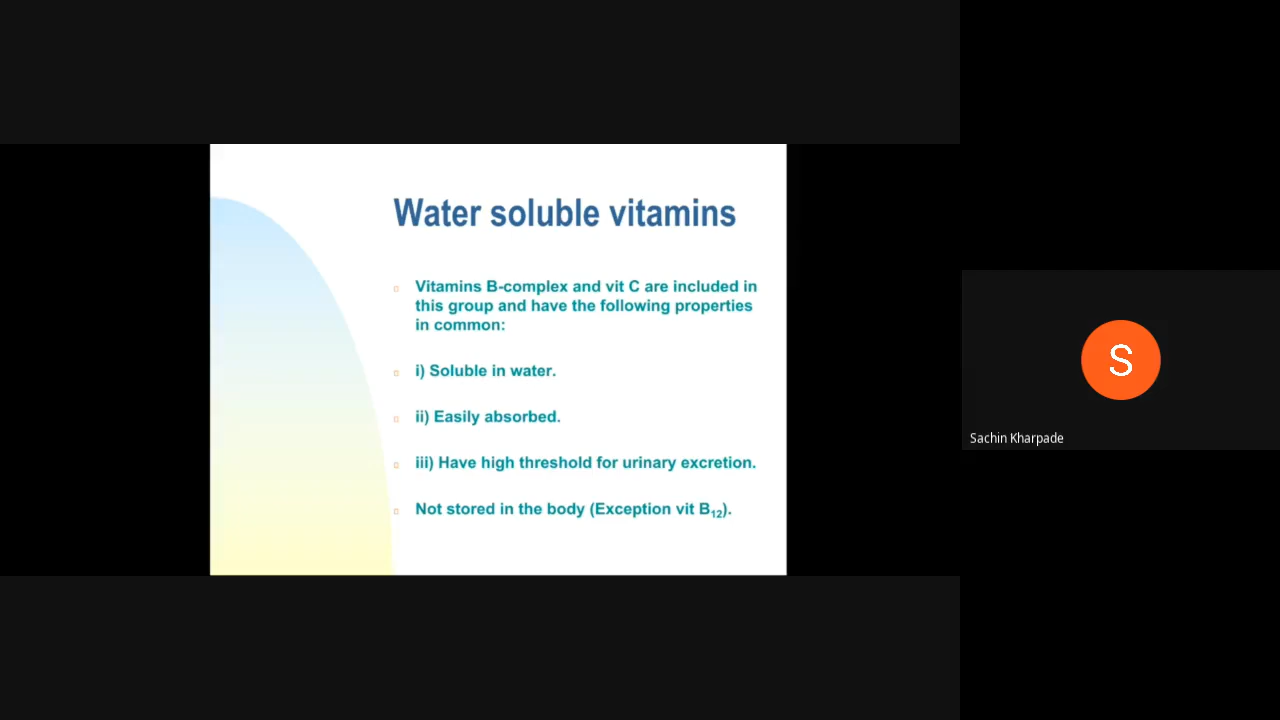 Water soluble vitamins
Vitamins B-complex and vit C are included in
this group and have the following properties
in common:
i) Soluble in water.
ii) Easily absorbed.
iii) Have high threshold for urinary excretion.
Not stored in the body (Exception vit B₁₂).
S
Sachin Kharpade